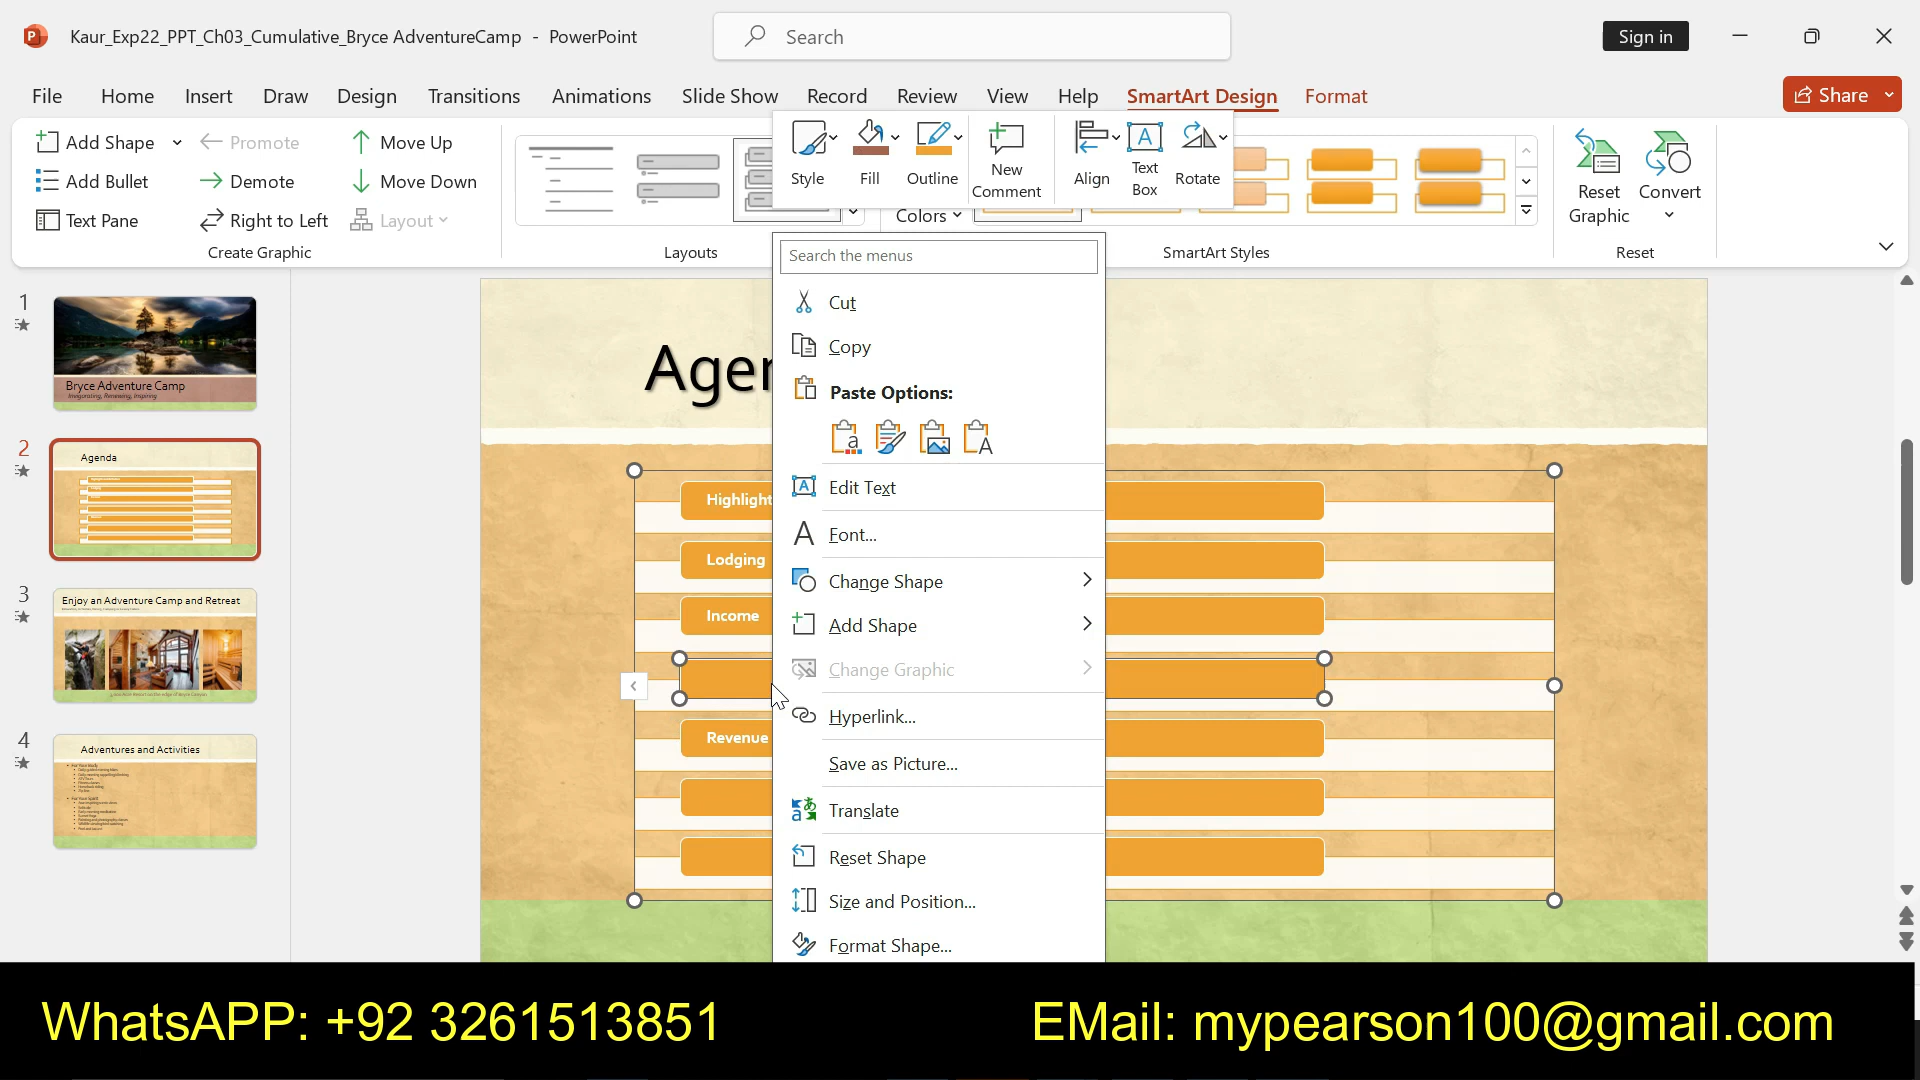 Kaur_Exp22_PPT_Ch03_Cumulative_Bryce AdventureCamp - PowerPoint
Search
Sign in
File Home Insert Draw Design Transitions Animations Slide Show Record Review View Help SmartArt Design Format
Share
Add Shape
Promote
Move Up
Add Bullet
Demote
Move Down
Text Pane
Right to Left
Layout
Create Graphic
Layouts
Style
Fill
Outline
New
Comment
Align
Text
Box
Rotate
Colors
SmartArt Styles
Reset
Graphic
Convert
Reset
1
Bryce Adventure Camp
Invigorating, Renewing, Inspiring
2
Agenda
3
Enjoy an Adventure Camp and Retreat
4
Adventures and Activities
Agen
Highlight
Lodging
Income
Revenue
Search the menus
Cut
Copy
Paste Options:
Edit Text
Font...
Change Shape
Add Shape
Change Graphic
Hyperlink...
Save as Picture...
Translate
Reset Shape
Size and Position...
Format Shape...
WhatsAPP: +92 3261513851
EMail: mypearson100@gmail.com